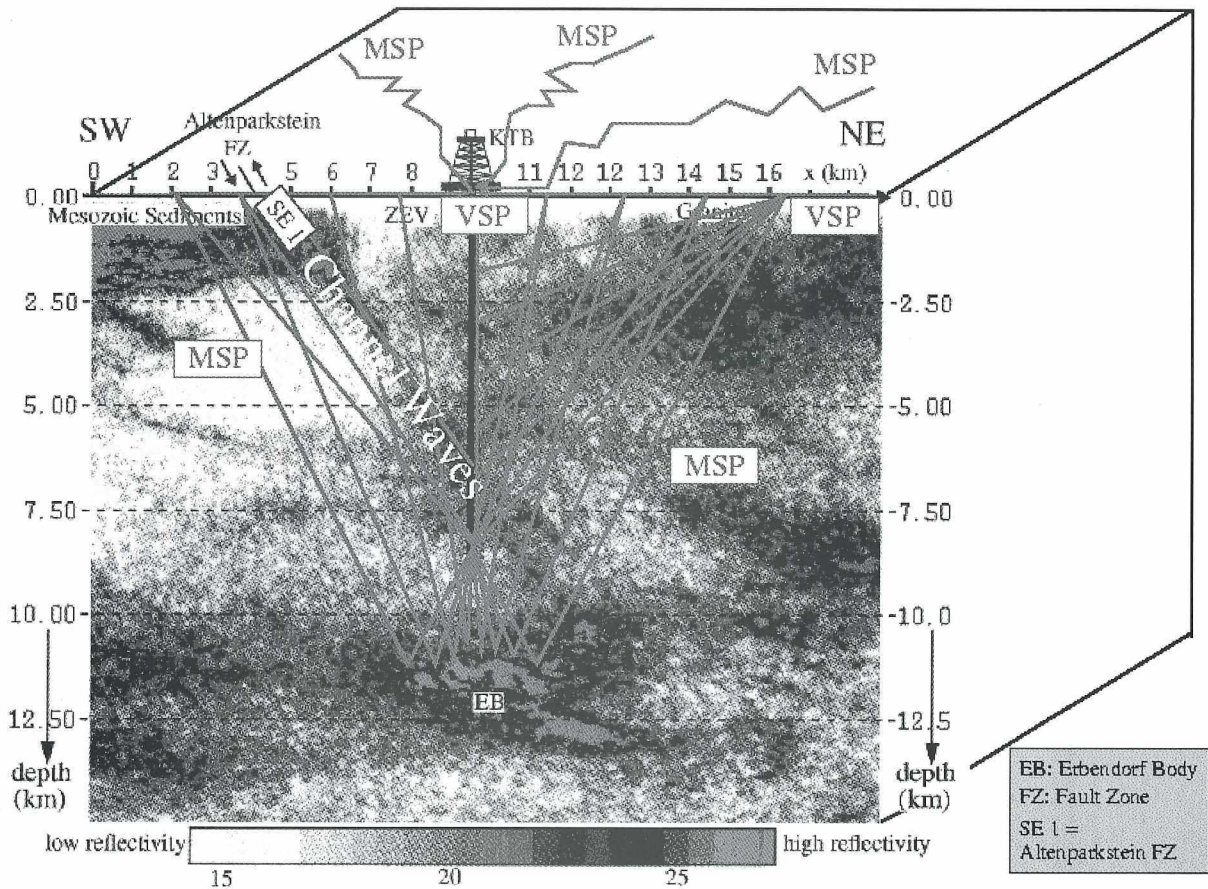 MSP
MSP
MSP
Altenparkstein
FZ
SW
KTB
NE
0 1 2 3 5 6 7 8 11 12 12 13 14 15 16 x (km)
0.00
0.00
Mesozoic Sediments
SE 1
ZEV
VSP
Granite
VSP
Channel Waves
2.50
-2.50
MSP
5.00
-5.00
MSP
7.50
-7.50
10.00
-10.0
EB
12.50
-12.5
depth
(km)
depth
(km)
EB: Erbendorf Body
FZ: Fault Zone
SE 1 =
Altenparkstein FZ
low reflectivity
high reflectivity
15 20 25